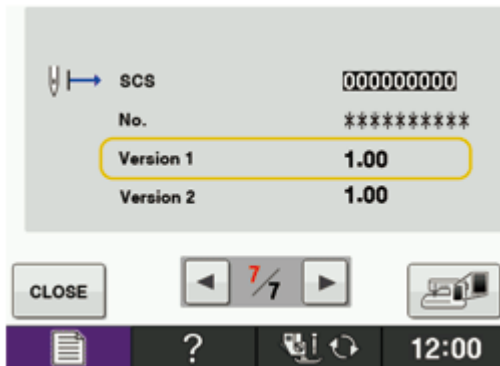 SCS 000000000
No. **********
Version 1 1.00
Version 2 1.00
CLOSE 7/7
? 12:00